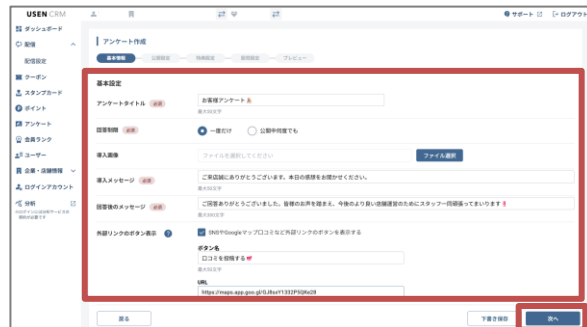 USEN CRM
サポート
ログアウト
ダッシュボード
配信
配信設定
クーポン
スタンプカード
ポイント
アンケート
会員ランク
ユーザー
企業・店舗情報
ログインアカウント
分析
アンケート作成
基本情報
公開設定
特典設定
質問設定
プレビュー
基本設定
アンケートタイトル 必須
お客様アンケート
最大50文字
回答制限 必須
一度だけ
公開中何度でも
導入画像
ファイルを選択してください
ファイル選択
導入メッセージ 必須
ご来店誠にありがとうございます。本日の感想をお聞かせください。
回答後のメッセージ 必須
ご回答ありがとうございました。皆様のお声を踏まえ、今後のより良い店舗運営のためにスタッフ一同頑張ってまいります
最大300文字
外部リンクのボタン表示
SNSやGoogleマップ口コミなど外部リンクのボタンを表示する
ボタン名
口コミを投稿する
最大50文字
URL
戻る
下書き保存
次へ